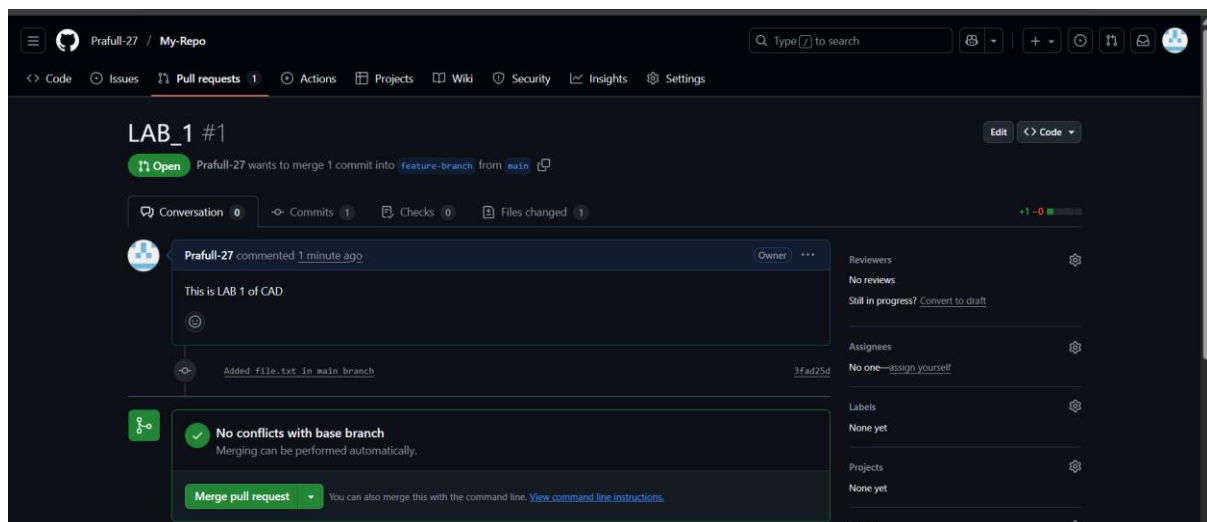 Prafull-27 / My-Repo
Type / to search
Code Issues Pull requests 1 Actions Projects Wiki Security Insights Settings
LAB_1 #1
Edit <> Code
Open Prafull-27 wants to merge 1 commit into feature-branch from main
Conversation 0 Commits 1 Checks 0 Files changed 1 +1 −0
Prafull-27 commented 1 minute ago Owner ...
This is LAB 1 of CAD
Added file.txt in main branch 3fad25d
No conflicts with base branch
Merging can be performed automatically.
Merge pull request You can also merge this with the command line. View command line instructions.
Reviewers
No reviews
Still in progress? Convert to draft
Assignees
No one—assign yourself
Labels
None yet
Projects
None yet